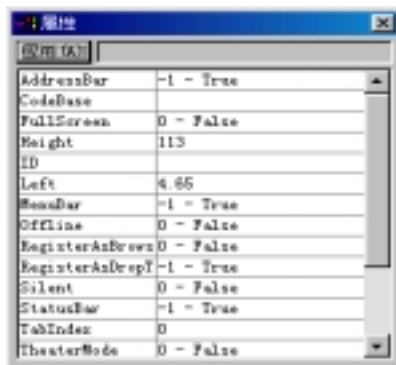 属性
应用(A)
AddressBar -1 - True
CodeBase
FullScreen 0 - False
Height 113
ID
Left 4.65
MenuBar -1 - True
Offline 0 - False
RegisterAsBrows 0 - False
RegisterAsDropT -1 - True
Silent 0 - False
StatusBar -1 - True
TabIndex 0
TheaterMode 0 - False